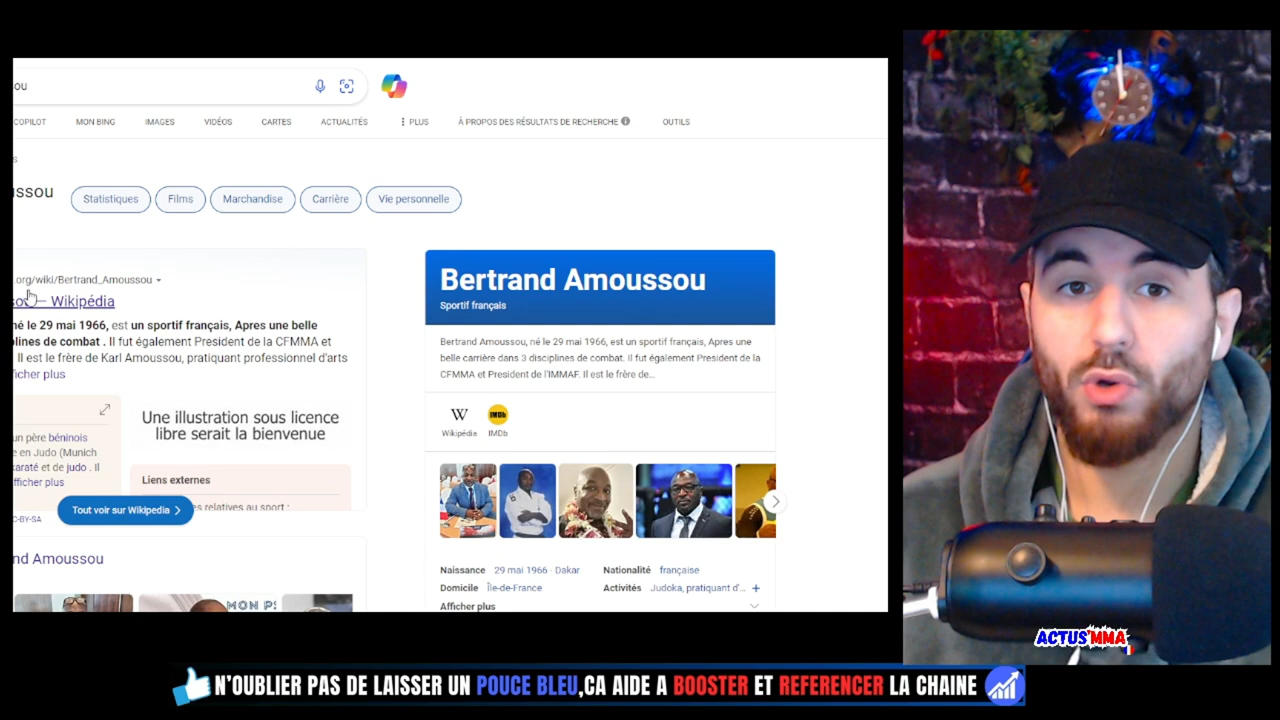 ou
COPILOT MON BING IMAGES VIDÉOS CARTES ACTUALITÉS PLUS À PROPOS DES RÉSULTATS DE RECHERCHE OUTILS
s
ussou
Statistiques Films Marchandise Carrière Vie personnelle
.org/wiki/Bertrand_Amoussou
sou — Wikipédia
né le 29 mai 1966, est un sportif français, Apres une belle
plines de combat . Il fut également President de la CFMMA et
Il est le frère de Karl Amoussou, pratiquant professionnel d'arts
ficher plus
un père béninois
e en Judo (Munich
karaté et de judo . Il
fficher plus
Une illustration sous licence
libre serait la bienvenue
Liens externes
es relatives au sport :
Tout voir sur Wikipedia
C-BY-SA
nd Amoussou
MON P
Bertrand Amoussou
Sportif français
Bertrand Amoussou, né le 29 mai 1966, est un sportif français, Apres une
belle carrière dans 3 disciplines de combat. Il fut également President de la
CFMMA et President de l'IMMAF. Il est le frère de...
W IMDb
Wikipédia IMDb
Naissance 29 mai 1966 · Dakar Nationalité française
Domicile Île-de-France Activités Judoka, pratiquant d'...
Afficher plus
ACTUS'MMA
N'OUBLIER PAS DE LAISSER UN POUCE BLEU,CA AIDE A BOOSTER ET REFERENCER LA CHAINE